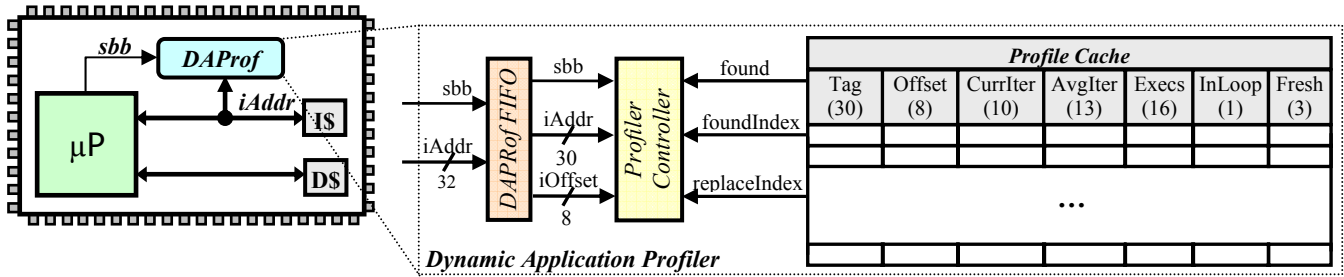 sbb
DAProf
iAddr
μP
I$
D$
sbb
iAddr
32
DAPRof FIFO
sbb
iAddr
30
iOffset
8
Profiler
Controller
found
foundIndex
replaceIndex
Profile Cache
Tag Offset CurrIter AvgIter Execs InLoop Fresh
(30) (8) (10) (13) (16) (1) (3)
...
Dynamic Application Profiler